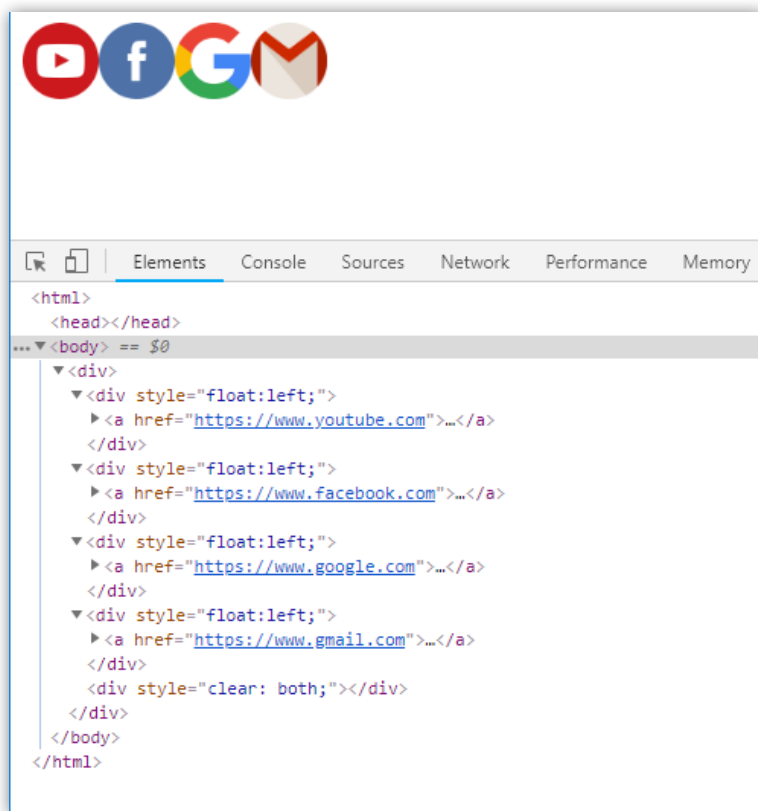 f G M
Elements Console Sources Network Performance Memory
<html>
<head></head>
... ▼<body> == $0
▼<div>
▼<div style="float:left;">
▶<a href="https://www.youtube.com">…</a>
</div>
▼<div style="float:left;">
▶<a href="https://www.facebook.com">…</a>
</div>
▼<div style="float:left;">
▶<a href="https://www.google.com">…</a>
</div>
▼<div style="float:left;">
▶<a href="https://www.gmail.com">…</a>
</div>
<div style="clear: both;"></div>
</div>
</body>
</html>